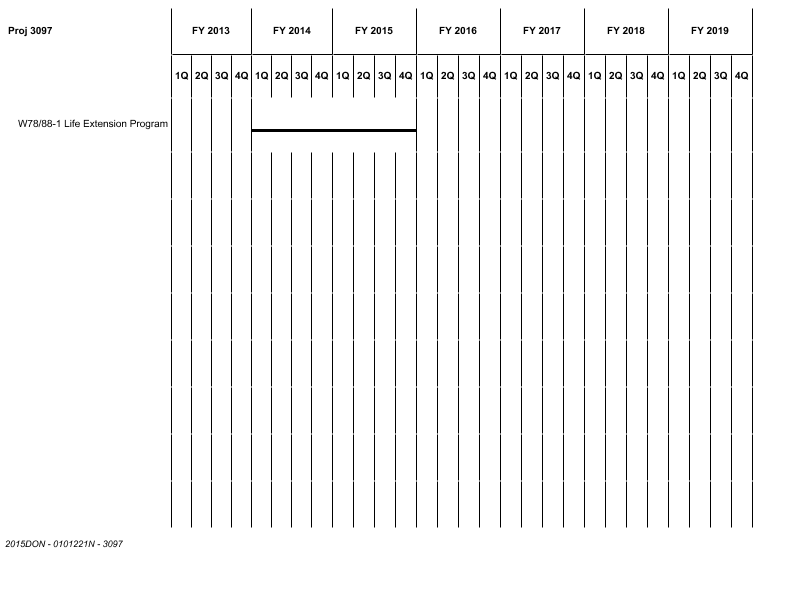 Proj 3097 FY 2013 FY 2014 FY 2015 FY 2016 FY 2017 FY 2018 FY 2019
1Q 2Q 3Q 4Q 1Q 2Q 3Q 4Q 1Q 2Q 3Q 4Q 1Q 2Q 3Q 4Q 1Q 2Q 3Q 4Q 1Q 2Q 3Q 4Q 1Q 2Q 3Q 4Q
W78/88-1 Life Extension Program
2015DON - 0101221N - 3097